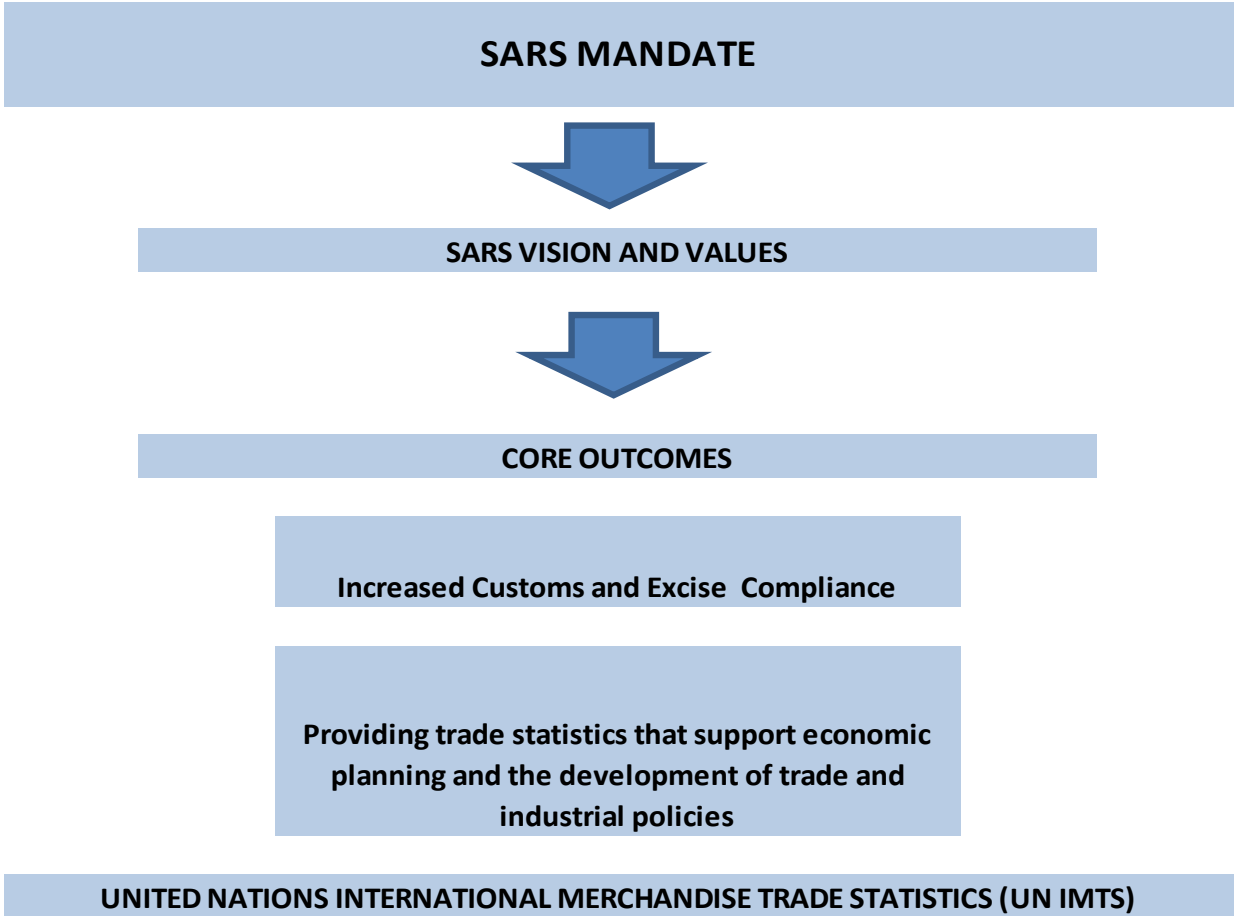 SARS MANDATE
SARS VISION AND VALUES
CORE OUTCOMES
Increased Customs and Excise  Compliance
Providing trade statistics that support economic
planning and the development of trade and
industrial policies
UNITED NATIONS INTERNATIONAL MERCHANDISE TRADE STATISTICS (UN IMTS)